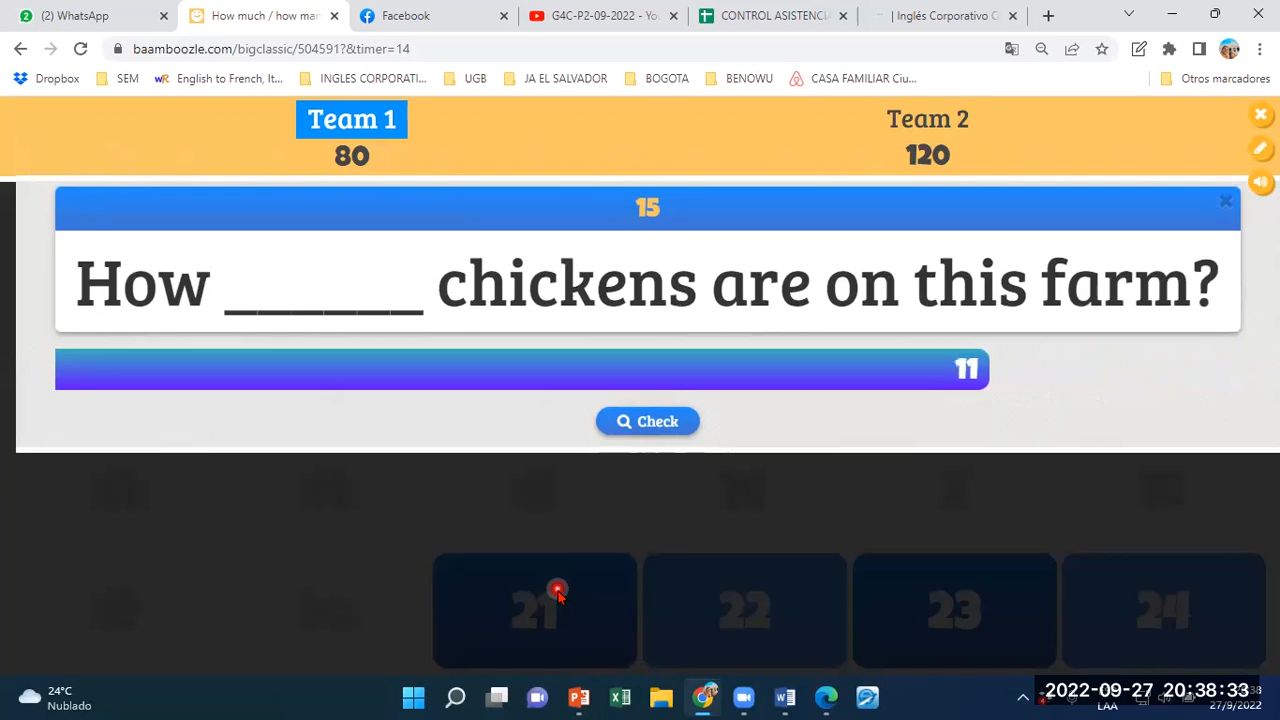 (2) WhatsApp
How much / how mar
Facebook
G4C-P2-09-2022 - Yo
CONTROL ASISTENCIA
Inglés Corporativo C
baamboozle.com/bigclassic/504591?&timer=14
Dropbox
SEM
English to French, It...
INGLES CORPORATI...
UGB
JA EL SALVADOR
BOGOTA
BENOWU
CASA FAMILIAR Ciu...
Otros marcadores
Team 1
Team 2
80
120
15
How ______ chickens are on this farm?
11
Check
21
22
23
24
24°C
Nublado
2022-09-27 20:38:33
LAA
27/9/2022